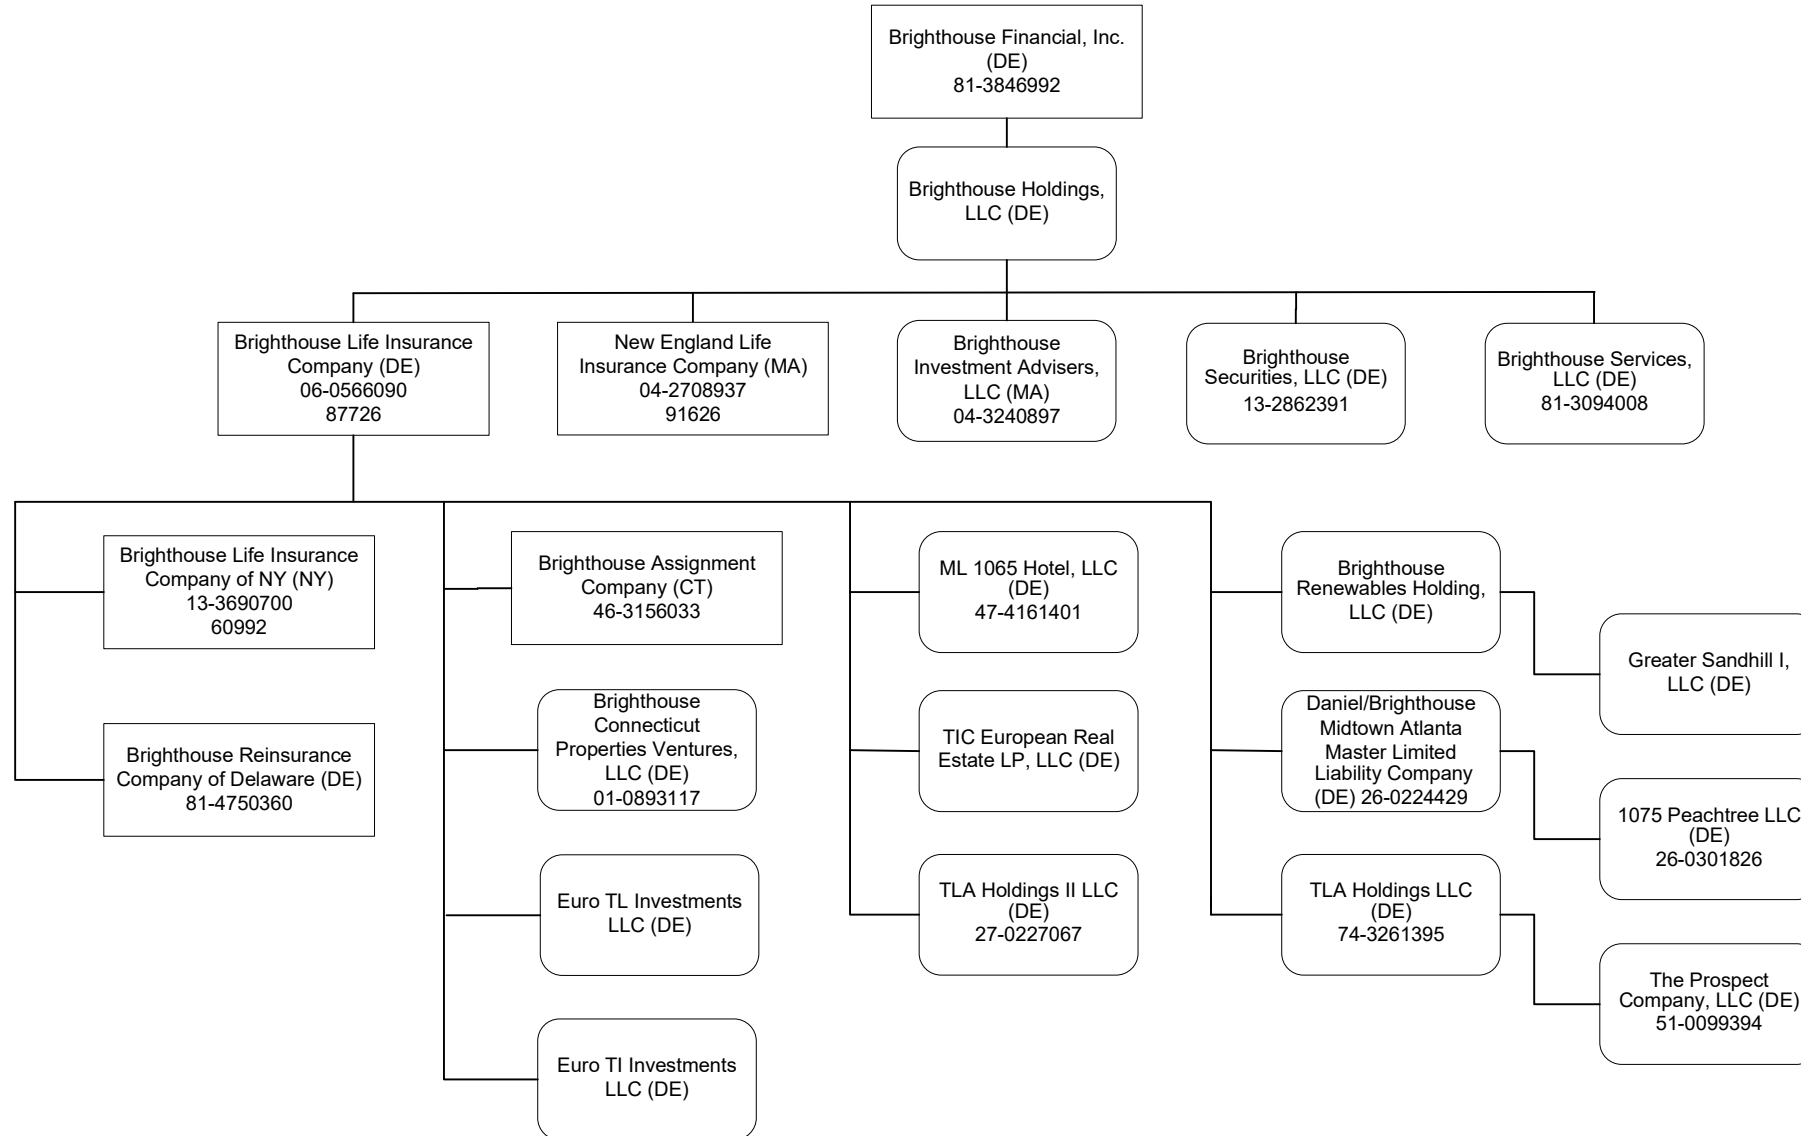 Brighthouse Financial, Inc.
(DE)
81-3846992
Brighthouse Holdings,
LLC (DE)
Brighthouse Life Insurance
Company (DE)
06-0566090
87726
New England Life
Insurance Company (MA)
04-2708937
91626
Brighthouse
Investment Advisers,
LLC (MA)
04-3240897
Brighthouse
Securities, LLC (DE)
13-2862391
Brighthouse Services,
LLC (DE)
81-3094008
Brighthouse Life Insurance
Company of NY (NY)
13-3690700
60992
Brighthouse Reinsurance
Company of Delaware (DE)
81-4750360
Brighthouse Assignment
Company (CT)
46-3156033
Brighthouse
Connecticut
Properties Ventures,
LLC (DE)
01-0893117
Euro TL Investments
LLC (DE)
Euro TI Investments
LLC (DE)
ML 1065 Hotel, LLC
(DE)
47-4161401
TIC European Real
Estate LP, LLC (DE)
TLA Holdings II LLC
(DE)
27-0227067
Brighthouse
Renewables Holding,
LLC (DE)
Daniel/Brighthouse
Midtown Atlanta
Master Limited
Liability Company
(DE) 26-0224429
TLA Holdings LLC
(DE)
74-3261395
Greater Sandhill I,
LLC (DE)
1075 Peachtree LLC
(DE)
26-0301826
The Prospect
Company, LLC (DE)
51-0099394